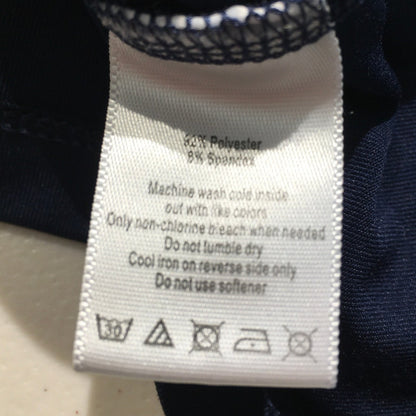 92% Polyester
8% Spandex
Machine wash cold inside
out with like colors
Only non-chlorine bleach when needed
Do not tumble dry
Cool iron on reverse side only
Do not use softener
30